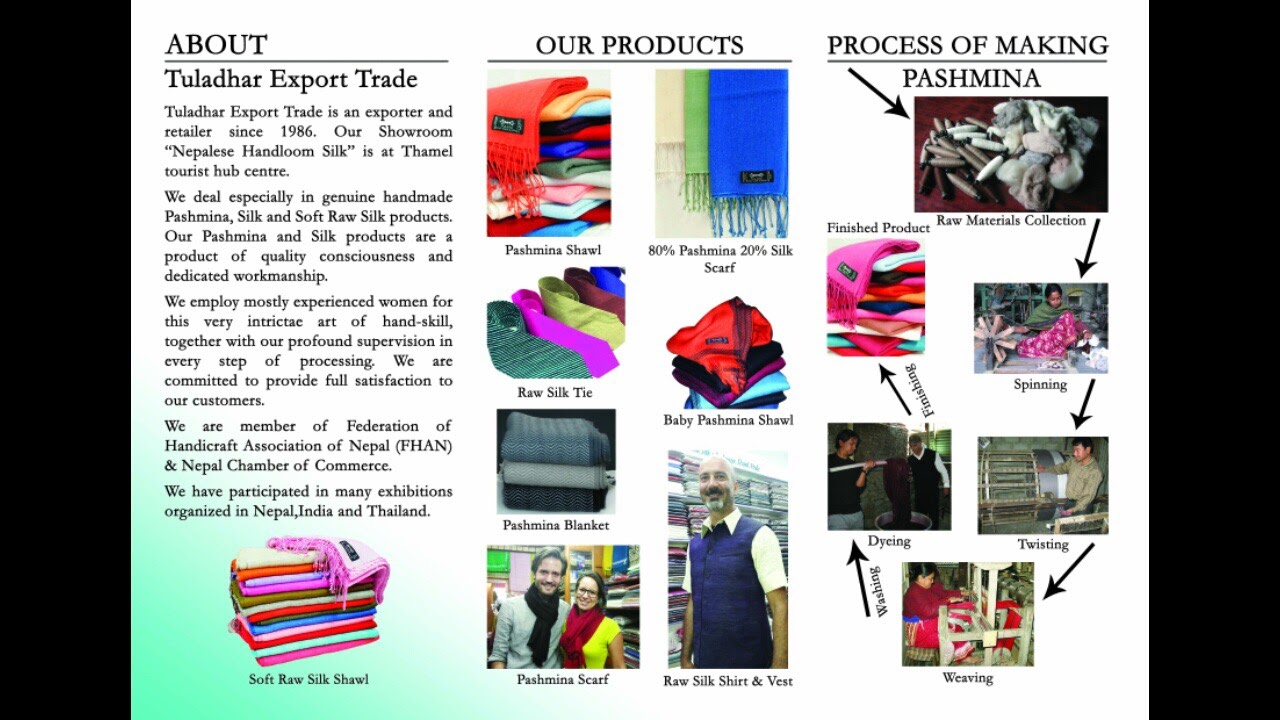 ABOUT
Tuladhar Export Trade
Tuladhar Export Trade is an exporter and
retailer since 1986. Our Showroom
“Nepalese Handloom Silk” is at Thamel
tourist hub centre.
We deal especially in genuine handmade
Pashmina, Silk and Soft Raw Silk products.
Our Pashmina and Silk products are a
product of quality consciousness and
dedicated workmanship.
We employ mostly experienced women for
this very intrictae art of hand-skill,
together with our profound supervision in
every step of processing. We are
committed to provide full satisfaction to
our customers.
We are member of Federation of
Handicraft Association of Nepal (FHAN)
& Nepal Chamber of Commerce.
We have participated in many exhibitions
organized in Nepal,India and Thailand.
Soft Raw Silk Shawl
OUR PRODUCTS
Pashmina Shawl
80% Pashmina 20% Silk
Scarf
Raw Silk Tie
Baby Pashmina Shawl
Pashmina Blanket
Pashmina Scarf
Raw Silk Shirt & Vest
PROCESS OF MAKING
PASHMINA
Raw Materials Collection
Spinning
Twisting
Weaving
Washing
Dyeing
Finishing
Finished Product